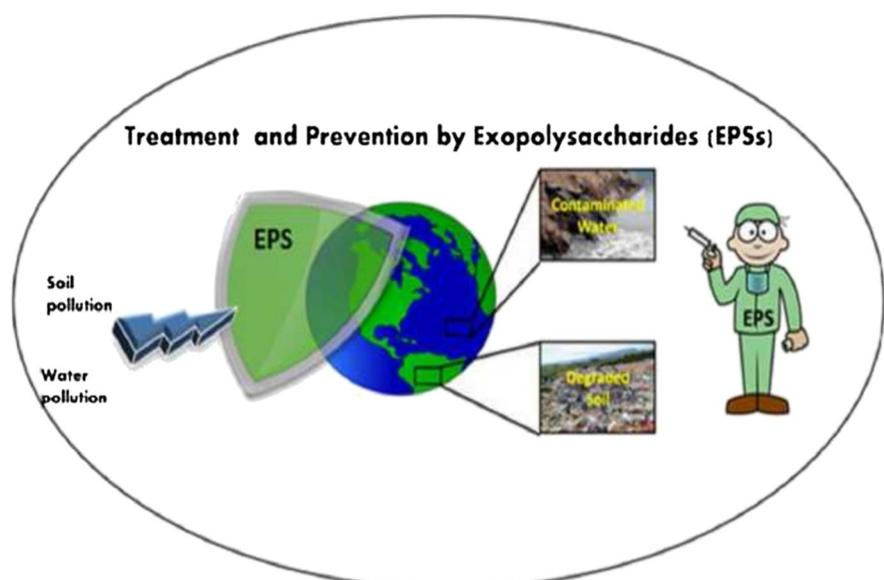 Treatment and Prevention by Exopolysaccharides (EPSs)
EPS
Soil
pollution
Water
pollution
Contaminated
Water
Degraded
Soil
EPS